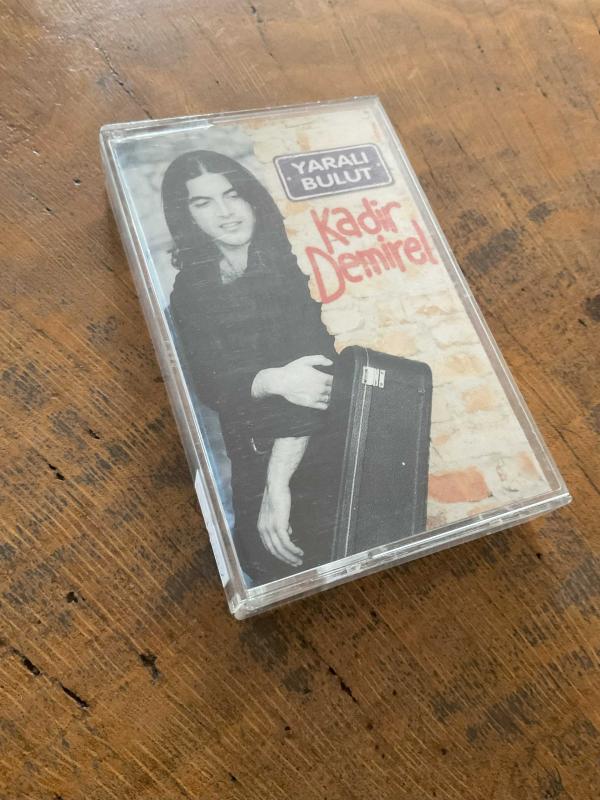 YARALI
BULUT
Kadir
Demirel